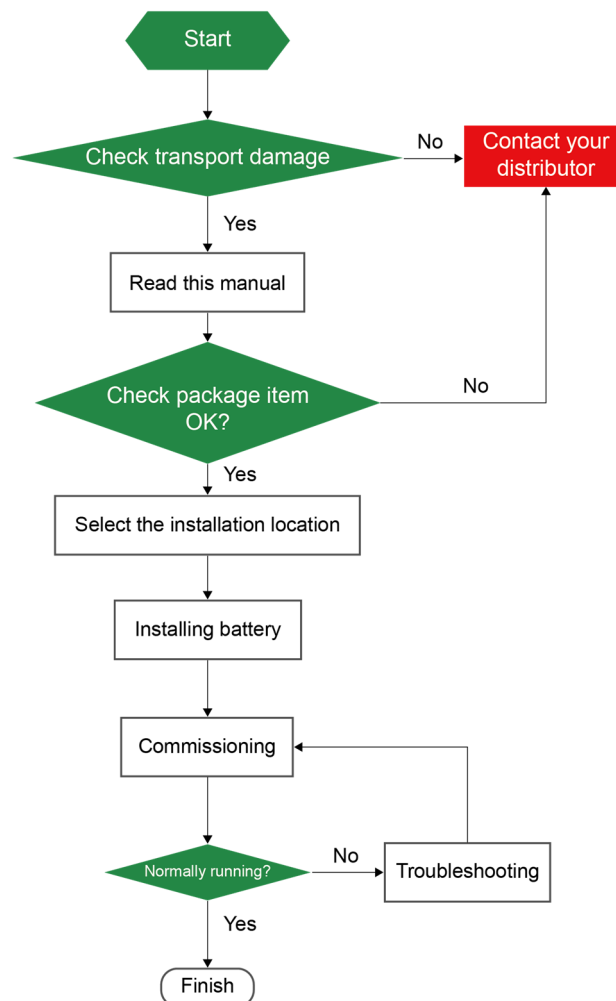 Start
Check transport damage
No
Contact your
distributor
Yes
Read this manual
Check package item
OK?
No
Yes
Select the installation location
Installing battery
Commissioning
Normally running?
No
Troubleshooting
Yes
Finish